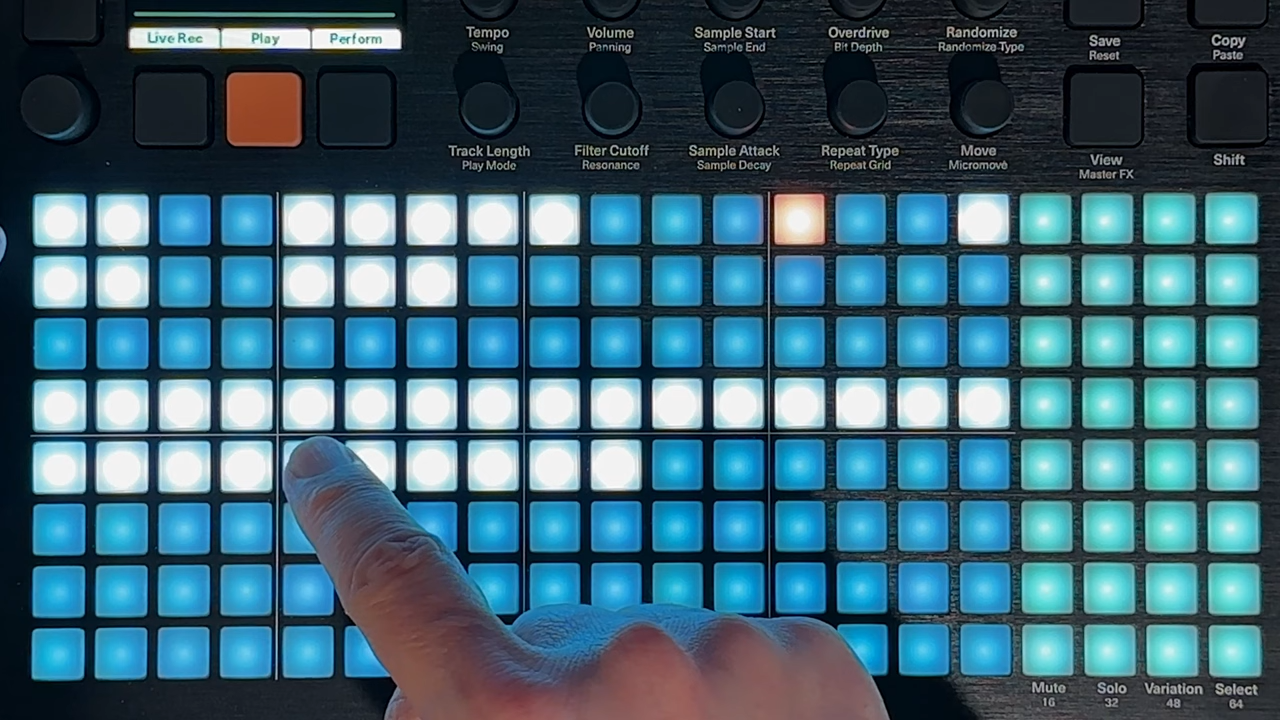 Live Rec Play Perform
Tempo Volume Sample Start Overdrive Randomize Save Copy
Swing Panning Sample End Bit Depth Randomize Type Reset Paste
Track Length Filter Cutoff Sample Attack Repeat Type Move View Shift
Play Mode Resonance Sample Decay Repeat Grid Micromove Master FX
Mute Solo Variation Select
16 32 48 64